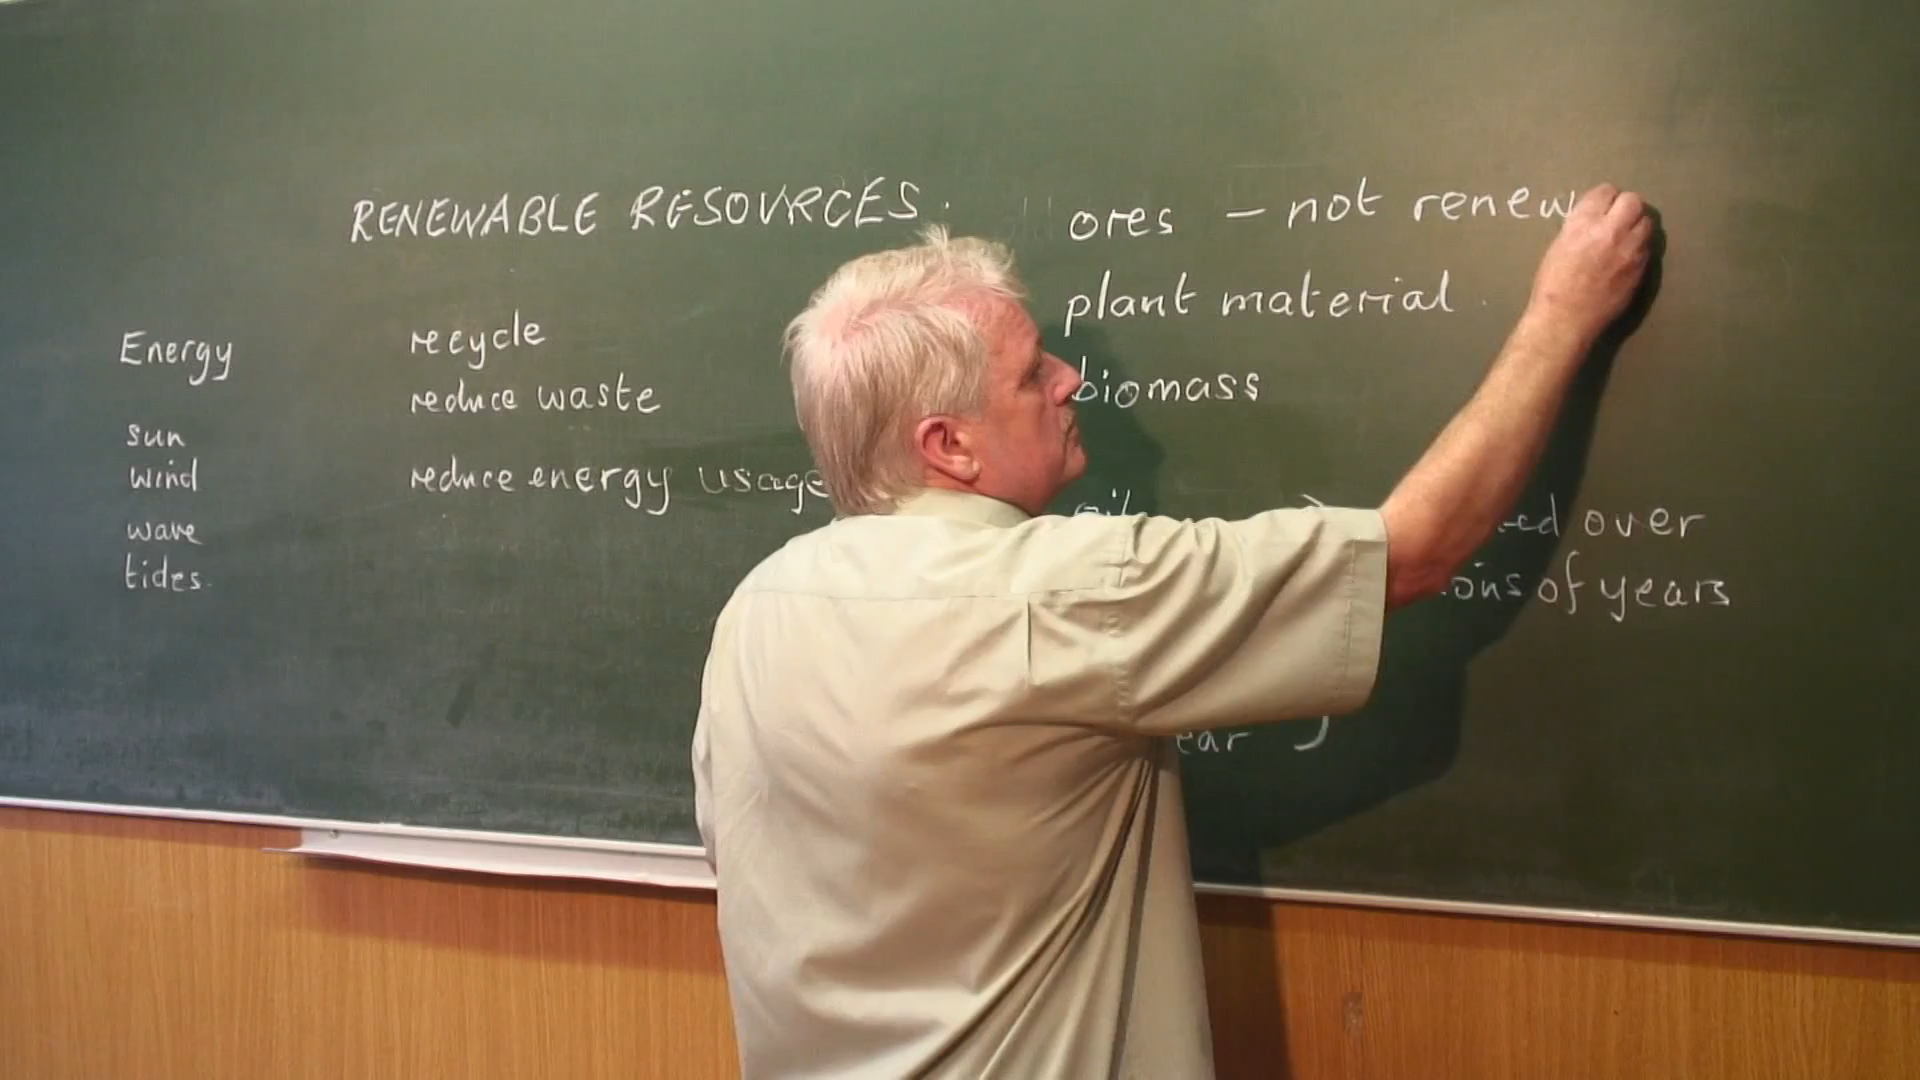 RENEWABLE RESOURCES.
Energy
sun
wind
wave
tides.
recycle
reduce waste
reduce energy usage
ores - not renew
plant material
biomass
over
of years